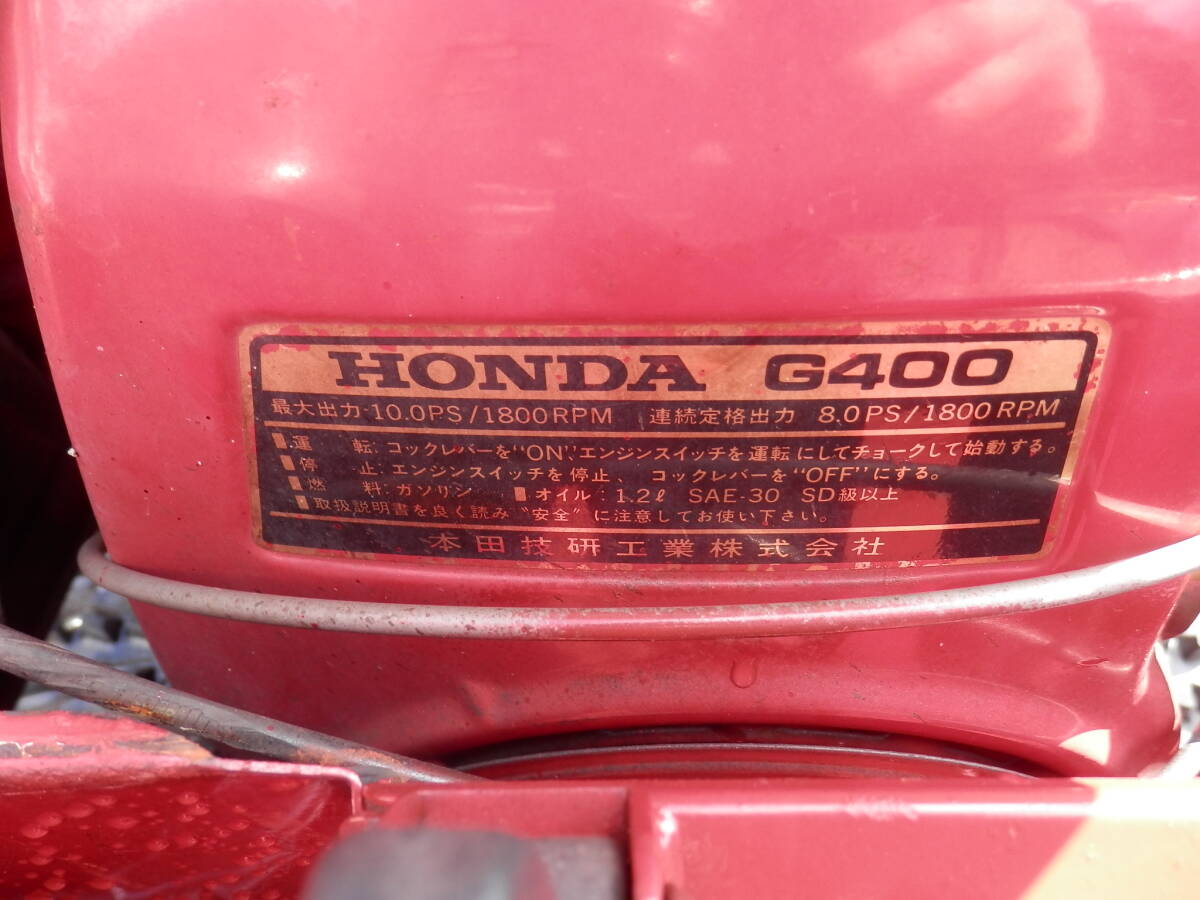 HONDA G400
最大出力 10.0PS/1800RPM 連続定格出力 8.0PS/1800RPM
■運 転: コックレバーを"ON"エンジンスイッチを運転にしてチョークして始動する。
■停 止: エンジンスイッチを停止、コックレバーを"OFF"にする。
■燃 料: ガソリン ■オイル: 1.2ℓ SAE-30 SD級以上
■取扱説明書を良く読み"安全"に注意してお使い下さい。
本田技研工業株式会社